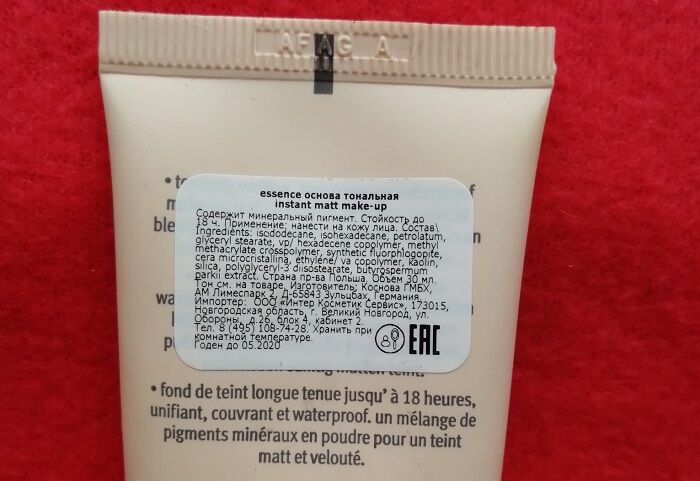 AFAG A
• t
f
m
ble
n
essence основа тональная
instant matt make-up
Содержит минеральный пигмент. Стойкость до
18 ч. Применение: нанести на кожу лица. Состав\
Ingredients: isododecane, isohexadecane, petrolatum,
glyceryl stearate, vp/ hexadecene copolymer, methyl
methacrylate crosspolymer, synthetic fluorphlogopite,
cera microcristallina, ethylene/ va copolymer, kaolin,
silica, polyglyceryl-3 diisostearate, butyrospermum
parkii extract. Страна пр-ва Польша. Объем 30 мл.
Тон см. на товаре. Изготовитель: Коснова ГМБХ,
АМ Лимеспарк 2, Д-65843 Зульбах, Германия.
Импортер: ООО «Интер Косметик Сервис», 173015,
Новгородская область, г. Великий Новгород, ул.
Обороны, д.26, блок 4, кабинет 2.
Тел. 8 (495) 108-74-28. Хранить при
комнатной температуре.
Годен до 05.2020
EAC
wa
p
matten teint.
• fond de teint longue tenue jusqu' à 18 heures,
unifiant, couvrant et waterproof. un mélange de
pigments minéraux en poudre pour un teint
matt et velouté.